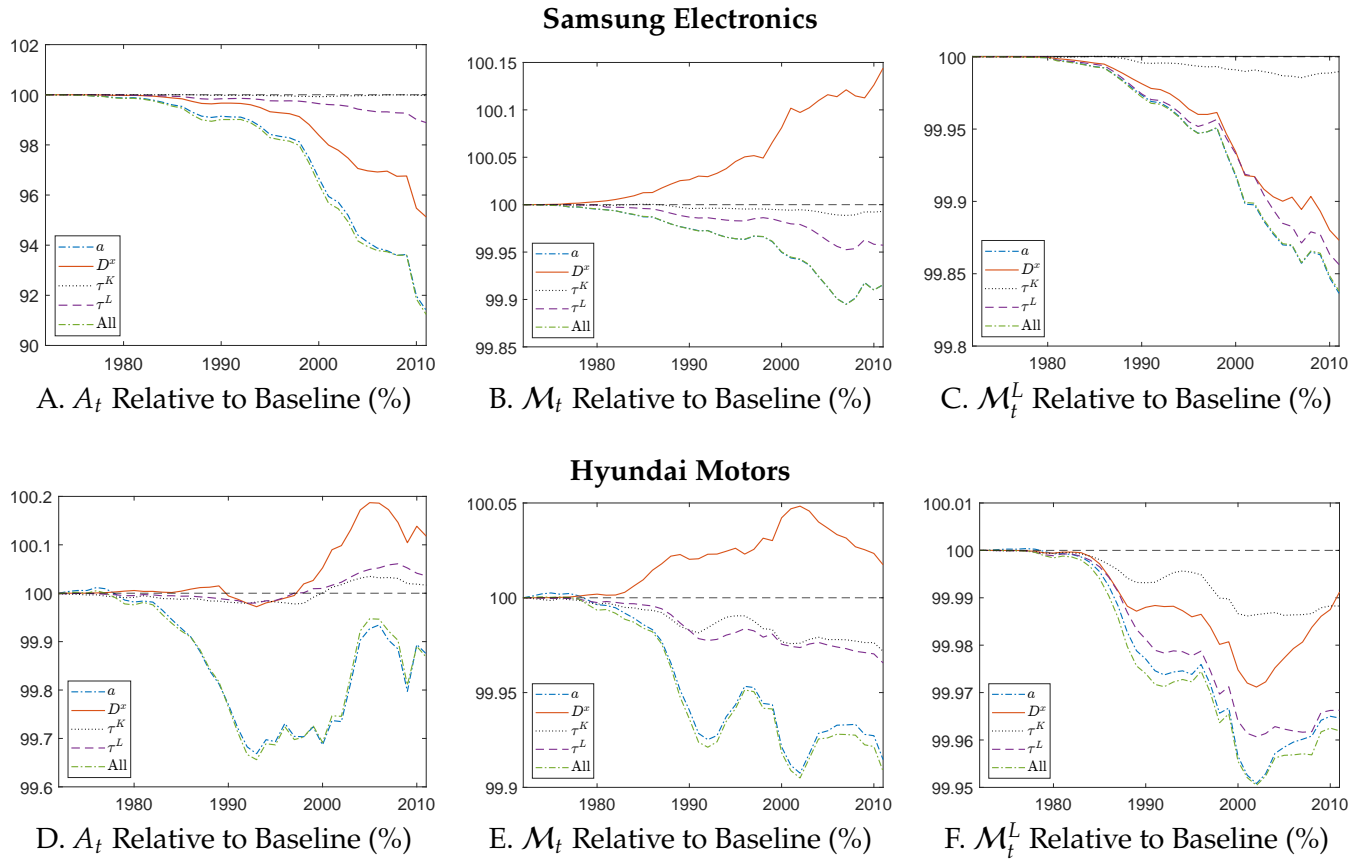 Samsung Electronics
102
100
98
96
94
92
90
1980
1990
2000
2010
a
D^x
τ^K
τ^L
All
A. A_t Relative to Baseline (%)
100.15
100.1
100.05
100
99.95
99.9
99.85
1980
1990
2000
2010
a
D^x
τ^K
τ^L
All
B. ℳ_t Relative to Baseline (%)
100
99.95
99.9
99.85
99.8
1980
1990
2000
2010
a
D^x
τ^K
τ^L
All
C. ℳ_t^L Relative to Baseline (%)
Hyundai Motors
100.2
100.1
100
99.9
99.8
99.7
99.6
1980
1990
2000
2010
a
D^x
τ^K
τ^L
All
D. A_t Relative to Baseline (%)
100.05
100
99.95
99.9
1980
1990
2000
2010
a
D^x
τ^K
τ^L
All
E. ℳ_t Relative to Baseline (%)
100.01
100
99.99
99.98
99.97
99.96
99.95
1980
1990
2000
2010
a
D^x
τ^K
τ^L
All
F. ℳ_t^L Relative to Baseline (%)